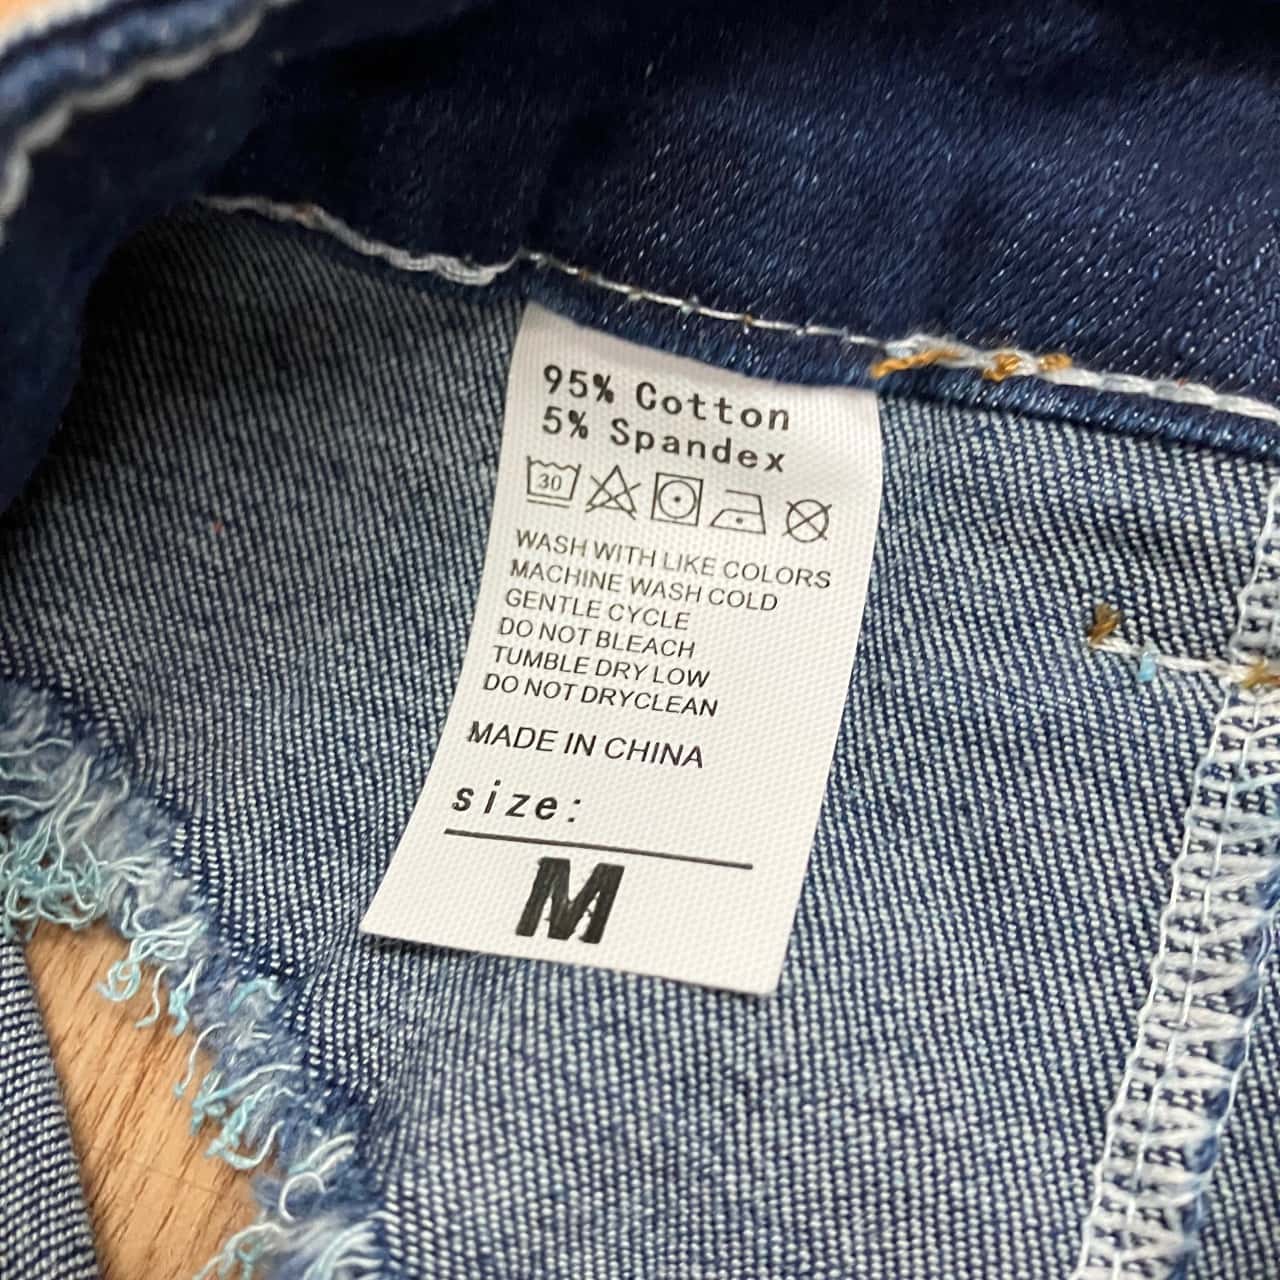 95% Cotton
5% Spandex
30
WASH WITH LIKE COLORS
MACHINE WASH COLD
GENTLE CYCLE
DO NOT BLEACH
TUMBLE DRY LOW
DO NOT DRYCLEAN
MADE IN CHINA
size:
M